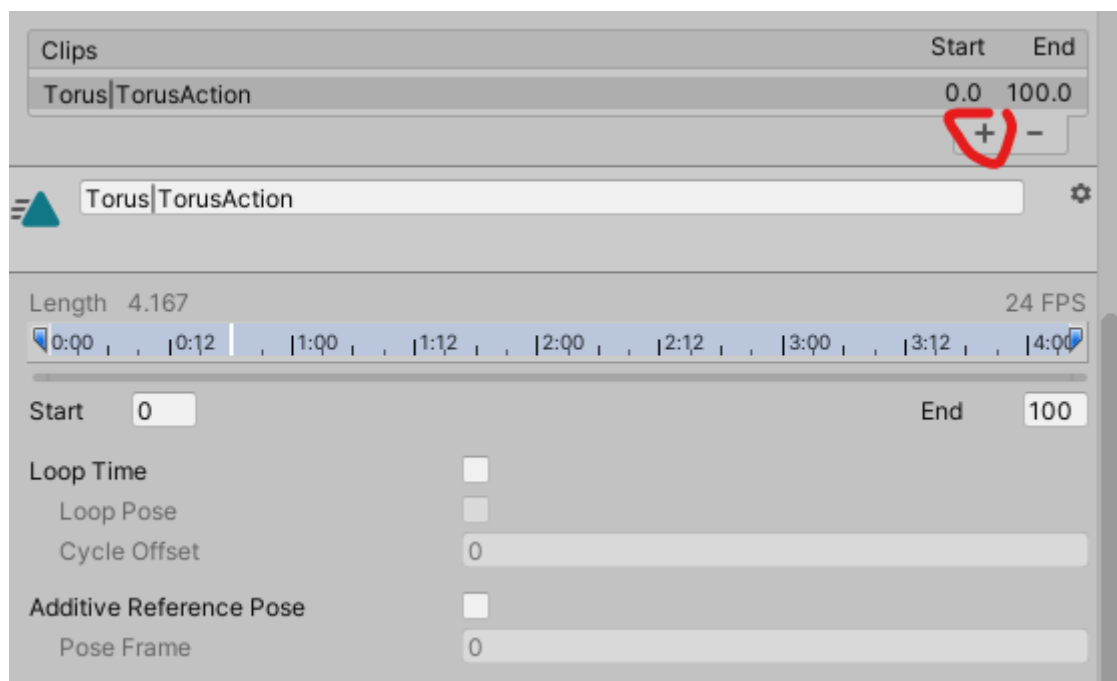 Clips Start End
Torus|TorusAction 0.0 100.0
+ −
Torus|TorusAction
Length 4.167 24 FPS
0:00 0:12 1:00 1:12 2:00 2:12 3:00 3:12 4:00
Start 0 End 100
Loop Time
Loop Pose
Cycle Offset 0
Additive Reference Pose
Pose Frame 0